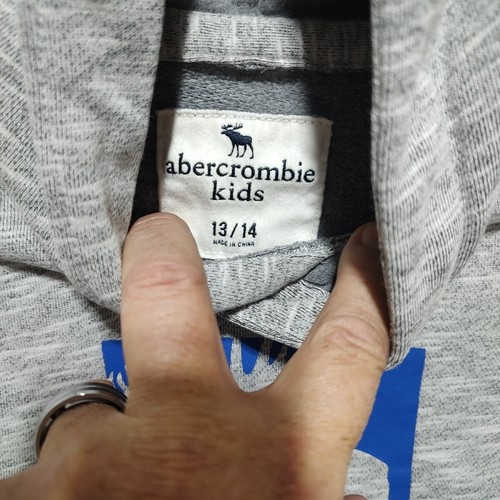 abercrombie
kids
13/14
MADE IN CHINA